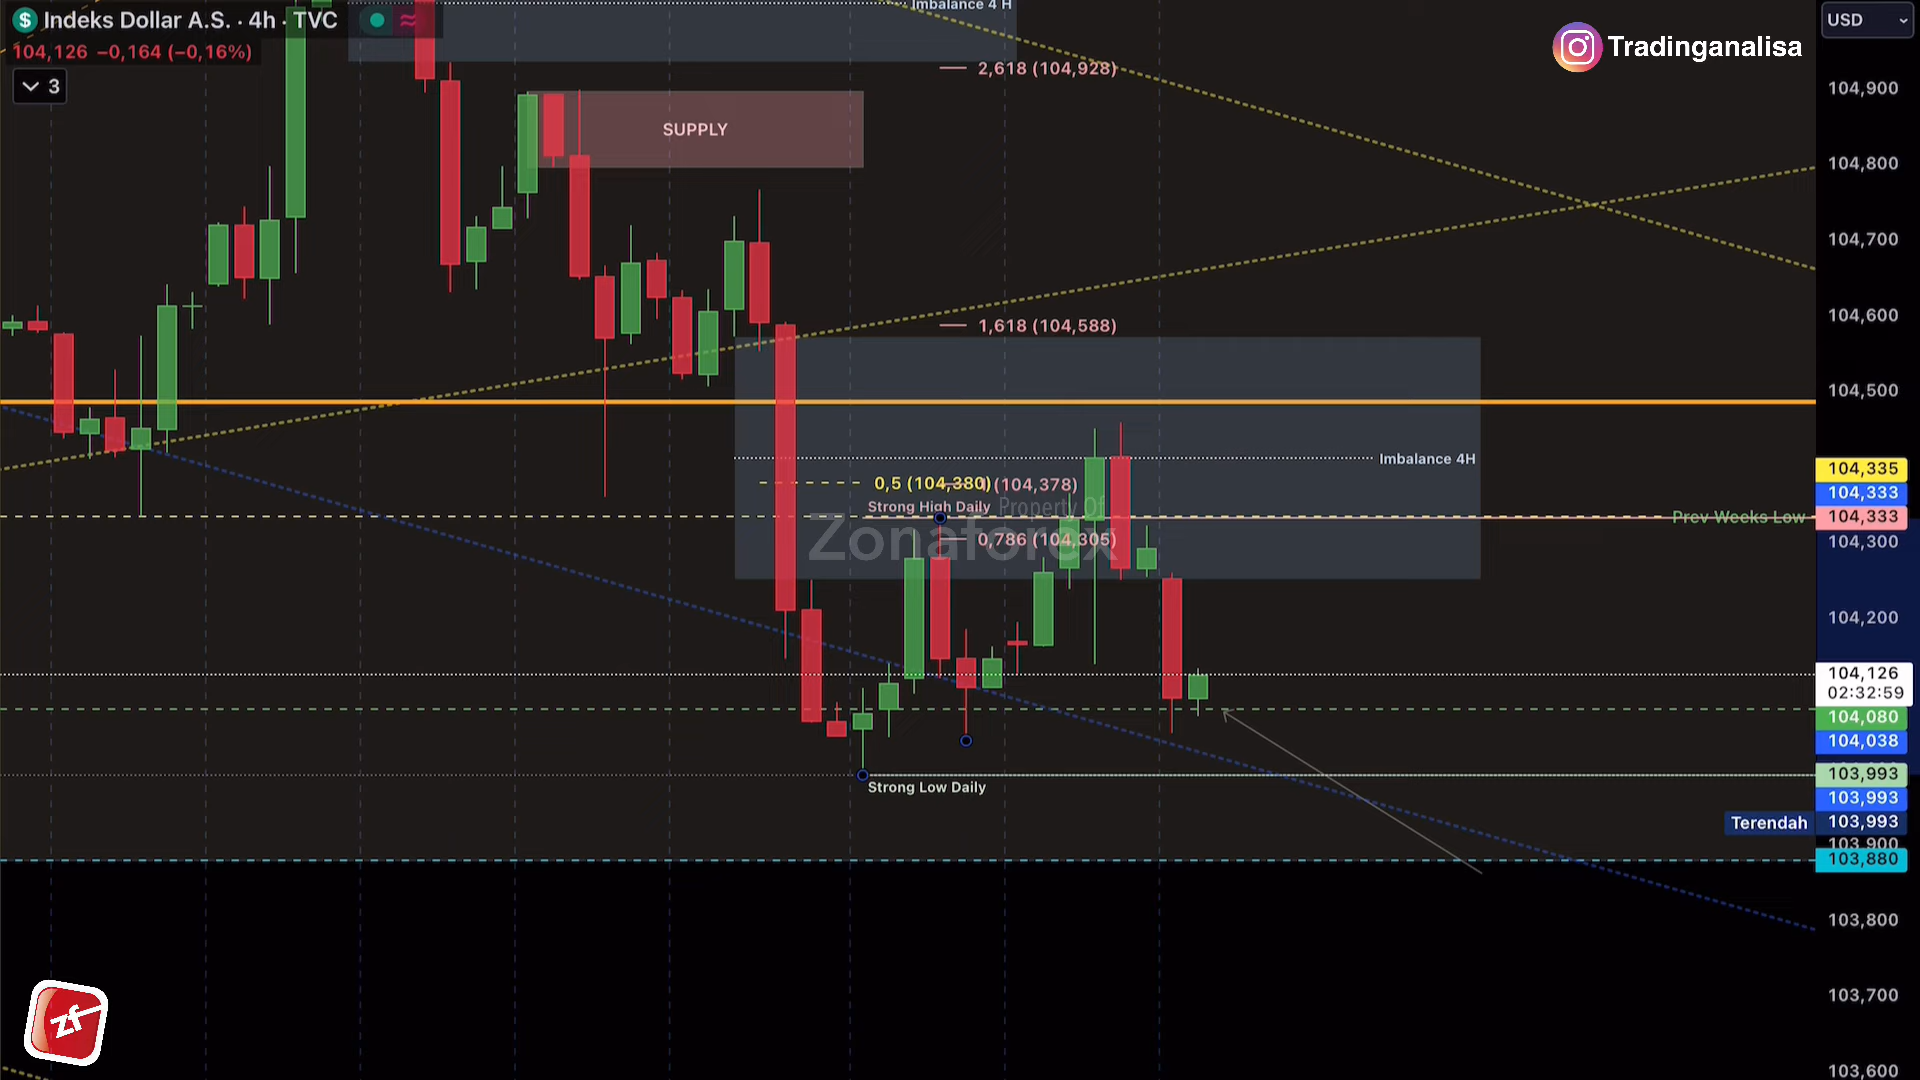 $ Indeks Dollar A.S. · 4h · TVC
104,126 −0,164 (−0,16%)
3
Imbalance 4 H
USD
Tradinganalisa
2,618 (104,928)
SUPPLY
1,618 (104,588)
Imbalance 4H
0,5 (104,380)
(104,378)
Strong High Daily
Property Of
Zonaforex
0,786 (104,305)
Prev Weeks Low
Strong Low Daily
Terendah
104,900
104,800
104,700
104,600
104,500
104,335
104,333
104,333
104,300
104,200
104,126
02:32:59
104,080
104,038
103,993
103,993
103,993
103,900
103,880
103,800
103,700
103,600
zf